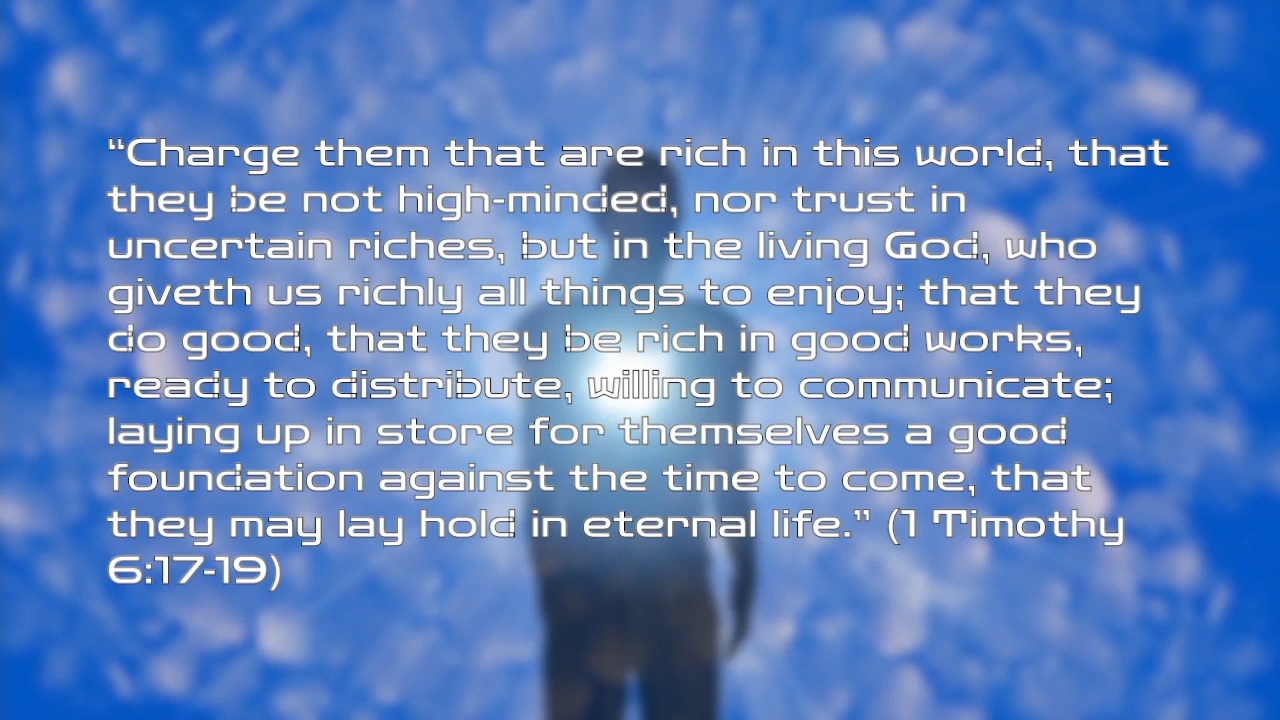 “Charge them that are rich in this world, that
they be not high-minded, nor trust in
uncertain riches, but in the living God, who
giveth us richly all things to enjoy; that they
do good, that they be rich in good works,
ready to distribute, willing to communicate;
laying up in store for themselves a good
foundation against the time to come, that
they may lay hold in eternal life.” (1 Timothy
6:17-19)